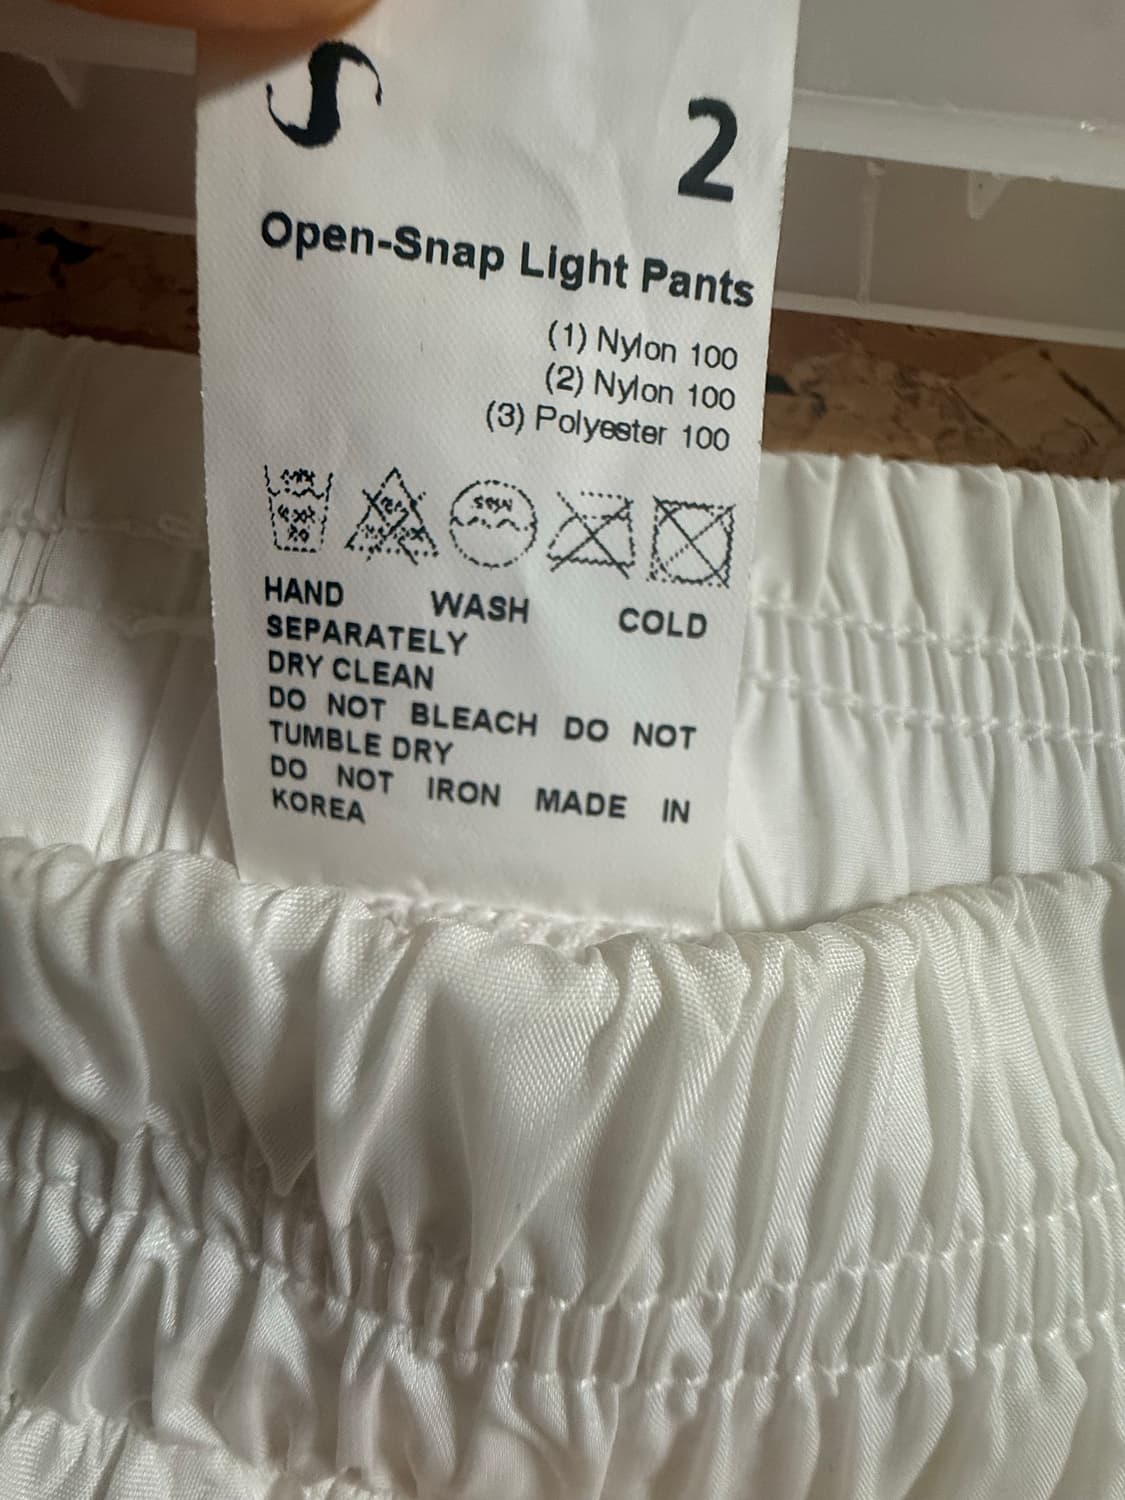 2
Open-Snap Light Pants
(1) Nylon 100
(2) Nylon 100
(3) Polyester 100
HAND WASH COLD
SEPARATELY
DRY CLEAN
DO NOT BLEACH DO NOT
TUMBLE DRY
DO NOT IRON MADE IN
KOREA